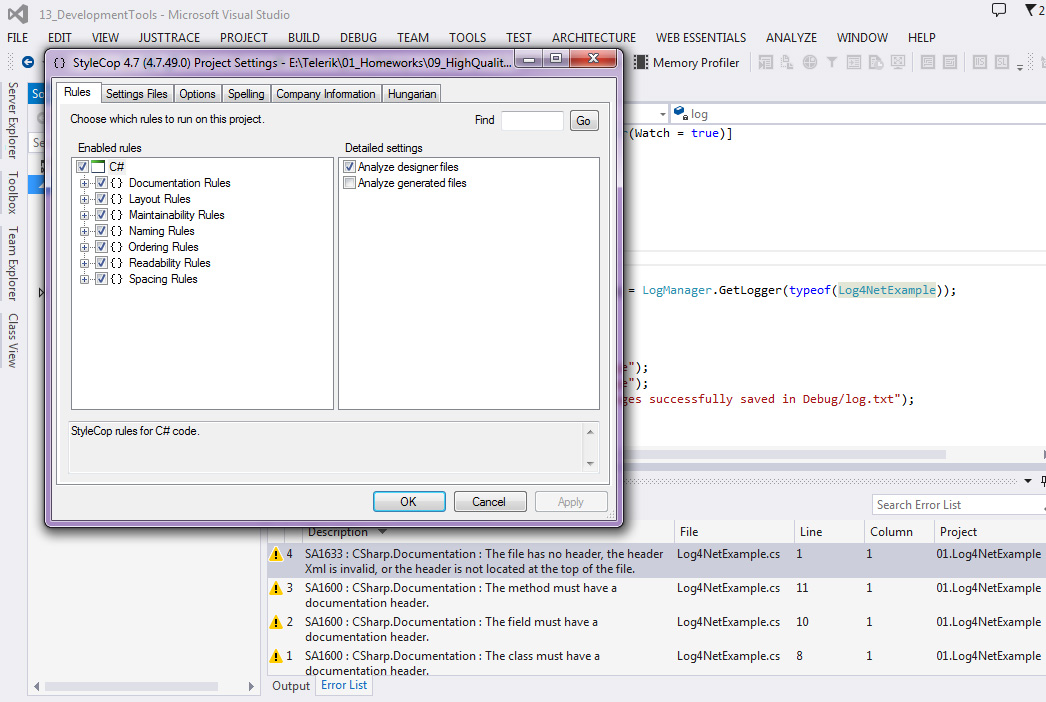 13_DevelopmentTools - Microsoft Visual Studio
2
FILE EDIT VIEW JUSTTRACE PROJECT BUILD DEBUG TEAM TOOLS TEST ARCHITECTURE WEB ESSENTIALS ANALYZE WINDOW HELP
{} StyleCop 4.7 (4.7.49.0) Project Settings - E:\Telerik\01_Homeworks\09_HighQualit...
Memory Profiler
Server Explorer
Toolbox
Team Explorer
Class View
So
Se
Rules Settings Files Options Spelling Company Information Hungarian
Choose which rules to run on this project.
Find
Go
Enabled rules
C#
{} Documentation Rules
{} Layout Rules
{} Maintainability Rules
{} Naming Rules
{} Ordering Rules
{} Readability Rules
{} Spacing Rules
Detailed settings
Analyze designer files
Analyze generated files
StyleCop rules for C# code.
OK Cancel Apply
log
r(Watch = true)]
= LogManager.GetLogger(typeof(Log4NetExample));
e");
e");
ges successfully saved in Debug/log.txt");
Search Error List
Description File Line Column Project
4 SA1633 : CSharp.Documentation : The file has no header, the header Log4NetExample.cs 1 1 01.Log4NetExample
Xml is invalid, or the header is not located at the top of the file.
3 SA1600 : CSharp.Documentation : The method must have a Log4NetExample.cs 11 1 01.Log4NetExample
documentation header.
2 SA1600 : CSharp.Documentation : The field must have a Log4NetExample.cs 10 1 01.Log4NetExample
documentation header.
1 SA1600 : CSharp.Documentation : The class must have a Log4NetExample.cs 8 1 01.Log4NetExample
documentation header.
Output Error List